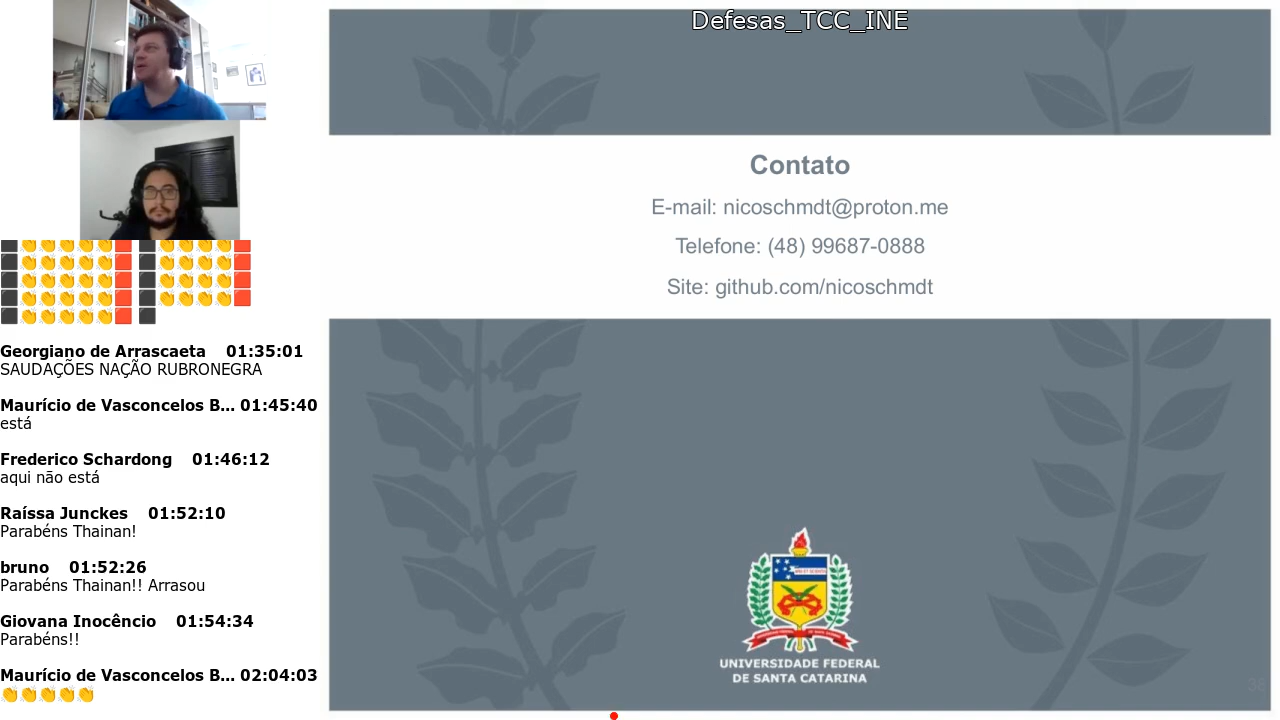 Defesas_TCC_INE
Contato
E-mail: nicoschmdt@proton.me
Telefone: (48) 99687-0888
Site: github.com/nicoschmdt
UNIVERSIDADE FEDERAL
DE SANTA CATARINA
38
Georgiano de Arrascaeta 01:35:01
SAUDAÇÕES NAÇÃO RUBRONEGRA
Maurício de Vasconcelos B... 01:45:40
está
Frederico Schardong 01:46:12
aqui não está
Raíssa Junckes 01:52:10
Parabéns Thainan!
bruno 01:52:26
Parabéns Thainan!! Arrasou
Giovana Inocêncio 01:54:34
Parabéns!!
Maurício de Vasconcelos B... 02:04:03
👏👏👏👏👏